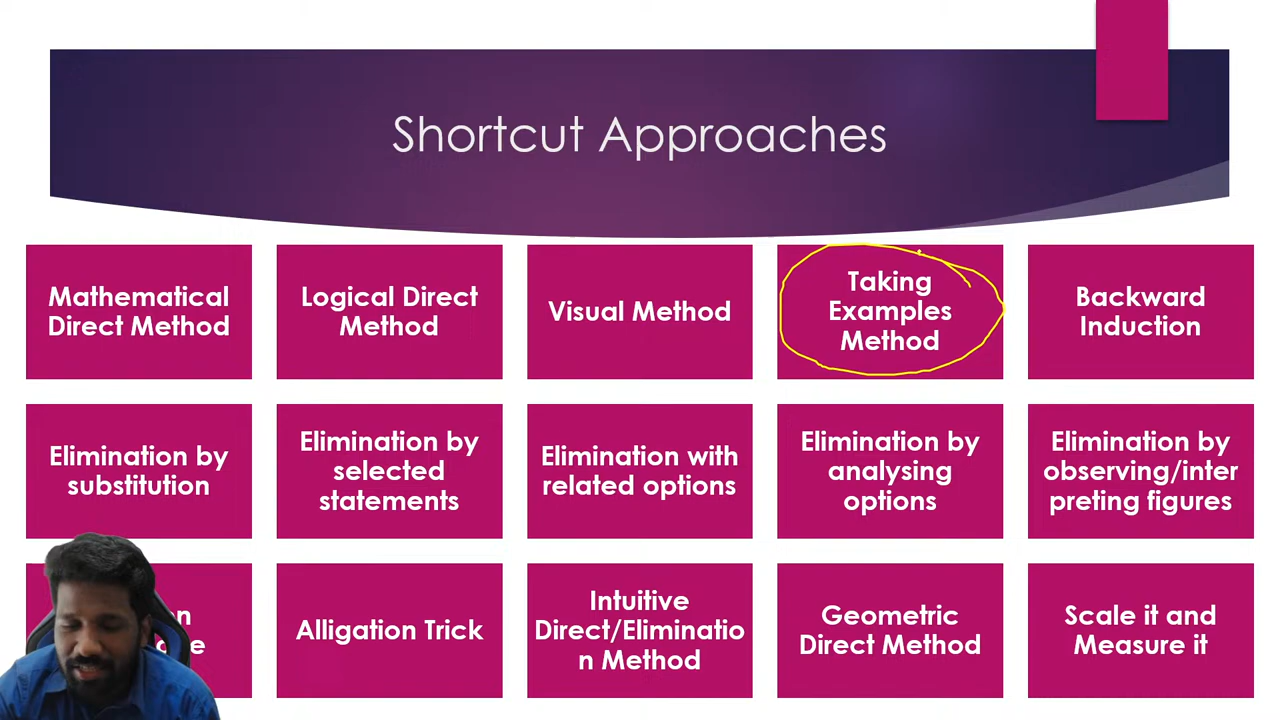 Shortcut Approaches
Mathematical
Direct Method
Logical Direct
Method
Visual Method
Taking
Examples
Method
Backward
Induction
Elimination by
substitution
Elimination by
selected
statements
Elimination with
related options
Elimination by
analysing
options
Elimination by
observing/inter
preting figures
Alligation Trick
Intuitive
Direct/Eliminatio
n Method
Geometric
Direct Method
Scale it and
Measure it